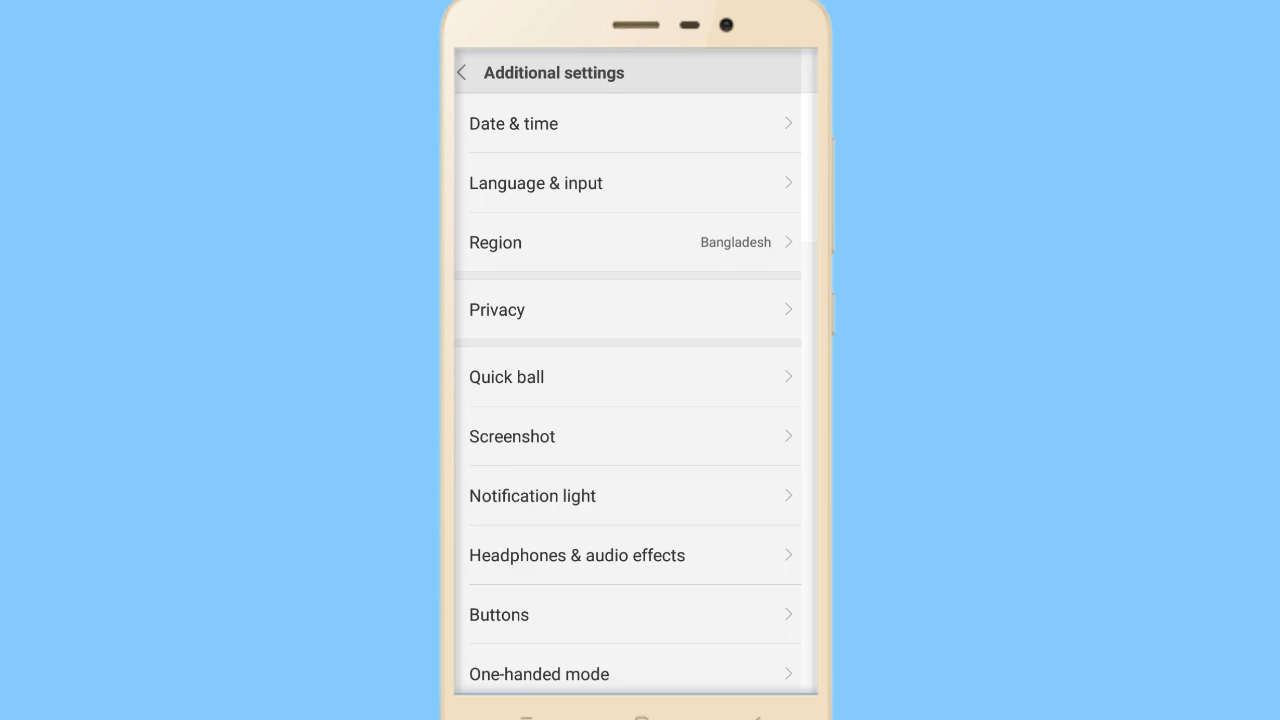 Additional settings
Date & time
Language & input
Region Bangladesh
Privacy
Quick ball
Screenshot
Notification light
Headphones & audio effects
Buttons
One-handed mode